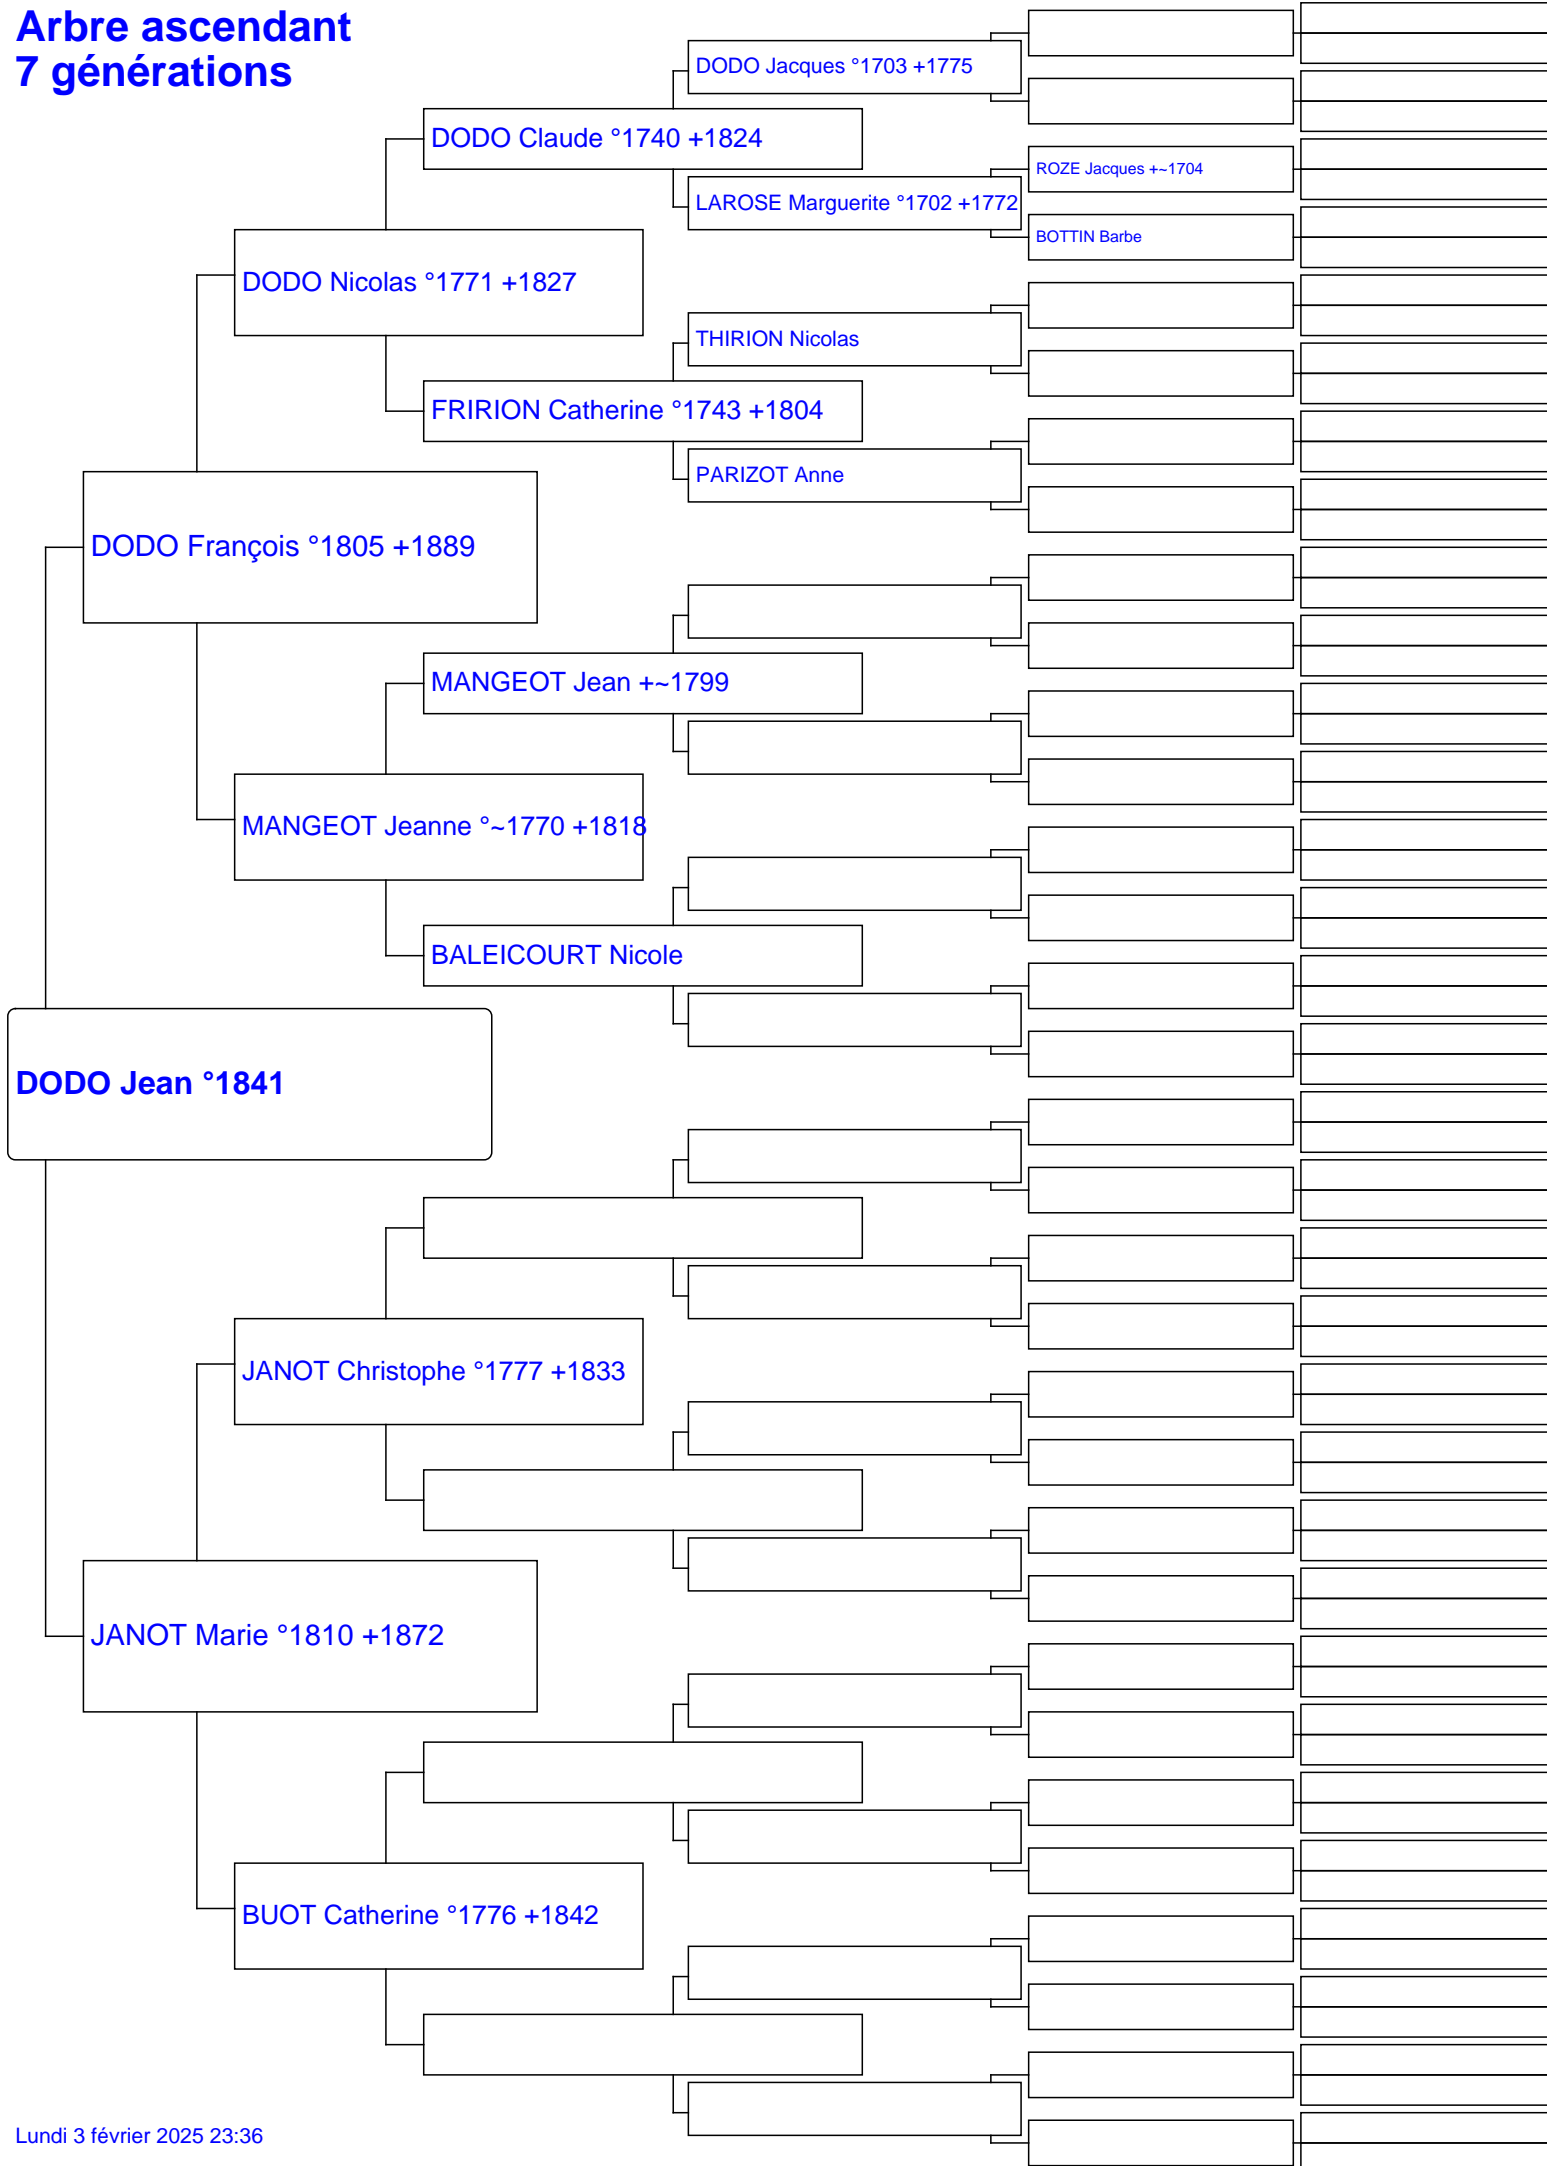 Arbre ascendant
7 générations
DODO Jacques °1703 +1775
DODO Claude °1740 +1824
ROZE Jacques +~1704
LAROSE Marguerite °1702 +1772
BOTTIN Barbe
DODO Nicolas °1771 +1827
THIRION Nicolas
FRIRION Catherine °1743 +1804
PARIZOT Anne
DODO François °1805 +1889
MANGEOT Jean +~1799
MANGEOT Jeanne °~1770 +1818
BALEICOURT Nicole
DODO Jean °1841
JANOT Christophe °1777 +1833
JANOT Marie °1810 +1872
BUOT Catherine °1776 +1842
Lundi 3 février 2025 23:36